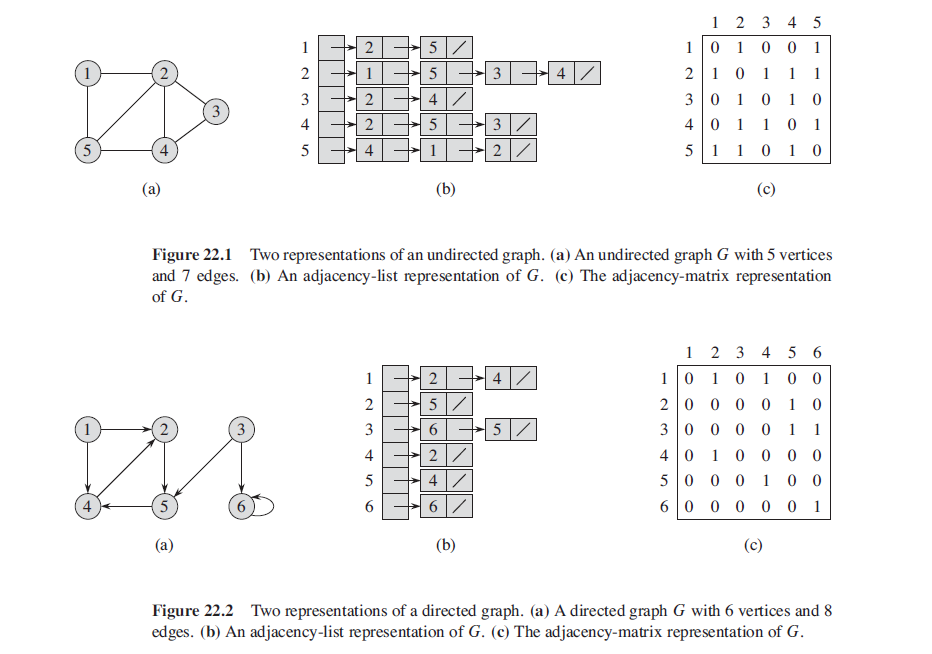 1 2 3 4 5
1 2 3 5 4
1 2 5
2 1 5 3 4
3 2 4
4 2 5 3
5 4 1 2
1 0 1 0 0 1
2 1 0 1 1 1
3 0 1 0 1 0
4 0 1 1 0 1
5 1 1 0 1 0
(a) (b) (c)
Figure 22.1 Two representations of an undirected graph. (a) An undirected graph G with 5 vertices
and 7 edges. (b) An adjacency-list representation of G. (c) The adjacency-matrix representation
of G.
1 2 3 4 5 6
1 2 3
4 5 6
1 2 4
2 5
3 6 5
4 2
5 4
6 6
1 0 1 0 1 0 0
2 0 0 0 0 1 0
3 0 0 0 0 1 1
4 0 1 0 0 0 0
5 0 0 0 1 0 0
6 0 0 0 0 0 1
(a) (b) (c)
Figure 22.2 Two representations of a directed graph. (a) A directed graph G with 6 vertices and 8
edges. (b) An adjacency-list representation of G. (c) The adjacency-matrix representation of G.